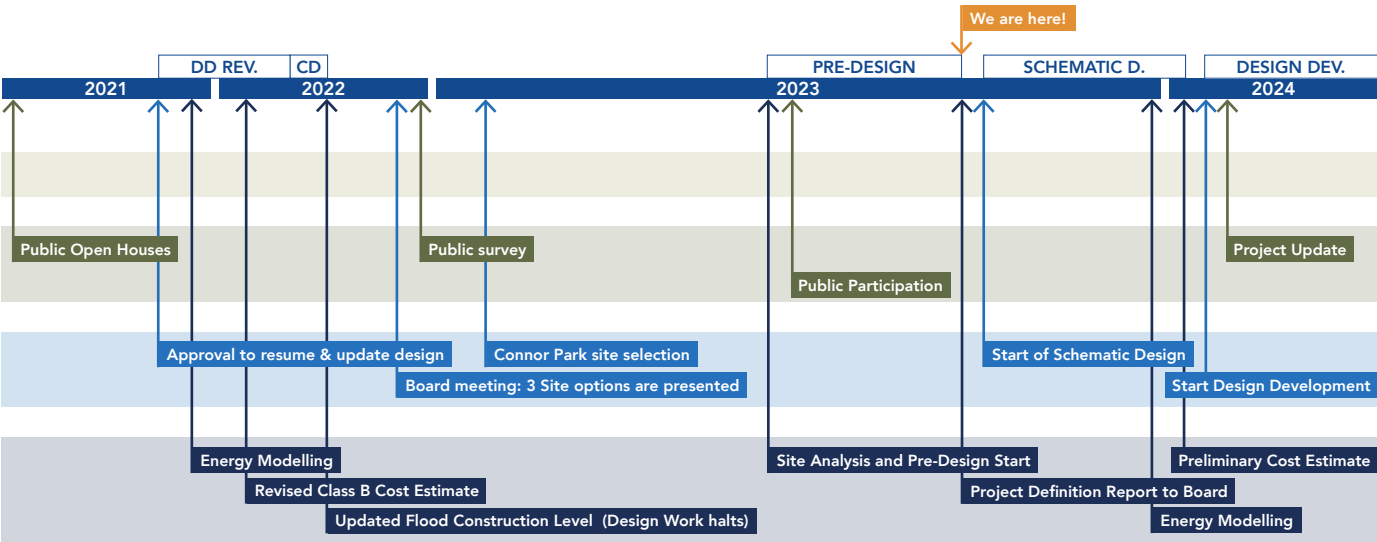 We are here!
DD REV.
CD
PRE-DESIGN
SCHEMATIC D.
DESIGN DEV.
2021
2022
2023
2024
Public Open Houses
Public survey
Project Update
Public Participation
Approval to resume & update design
Connor Park site selection
Start of Schematic Design
Board meeting: 3 Site options are presented
Start Design Development
Energy Modelling
Site Analysis and Pre-Design Start
Preliminary Cost Estimate
Revised Class B Cost Estimate
Project Definition Report to Board
Updated Flood Construction Level (Design Work halts)
Energy Modelling